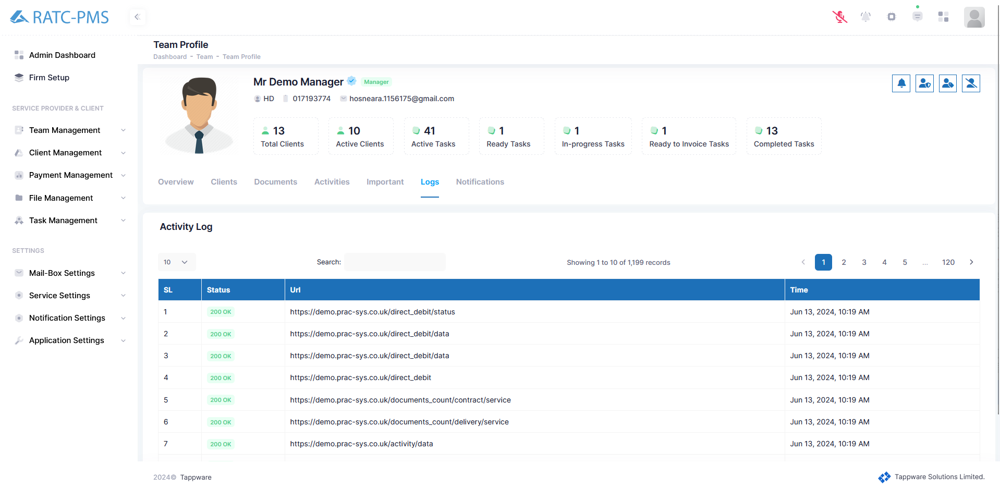 RATC-PMS
Admin Dashboard
Firm Setup
SERVICE PROVIDER & CLIENT
Team Management
Client Management
Payment Management
File Management
Task Management
SETTINGS
Mail-Box Settings
Service Settings
Notification Settings
Application Settings
Team Profile
Dashboard - Team - Team Profile
Mr Demo Manager Manager
HD 017193774 hosneara.1156175@gmail.com
13 Total Clients
10 Active Clients
41 Active Tasks
1 Ready Tasks
1 In-progress Tasks
1 Ready to Invoice Tasks
13 Completed Tasks
Overview Clients Documents Activities Important Logs Notifications
Activity Log
10 Search: Showing 1 to 10 of 1,199 records 1 2 3 4 5 ... 120
SL Status Url Time
1 200 OK https://demo.prac-sys.co.uk/direct_debit/status Jun 13, 2024, 10:19 AM
2 200 OK https://demo.prac-sys.co.uk/direct_debit/data Jun 13, 2024, 10:19 AM
3 200 OK https://demo.prac-sys.co.uk/direct_debit/data Jun 13, 2024, 10:19 AM
4 200 OK https://demo.prac-sys.co.uk/direct_debit Jun 13, 2024, 10:19 AM
5 200 OK https://demo.prac-sys.co.uk/documents_count/contract/service Jun 13, 2024, 10:19 AM
6 200 OK https://demo.prac-sys.co.uk/documents_count/delivery/service Jun 13, 2024, 10:19 AM
7 200 OK https://demo.prac-sys.co.uk/activity/data Jun 13, 2024, 10:19 AM
2024© Tappware
Tappware Solutions Limited.